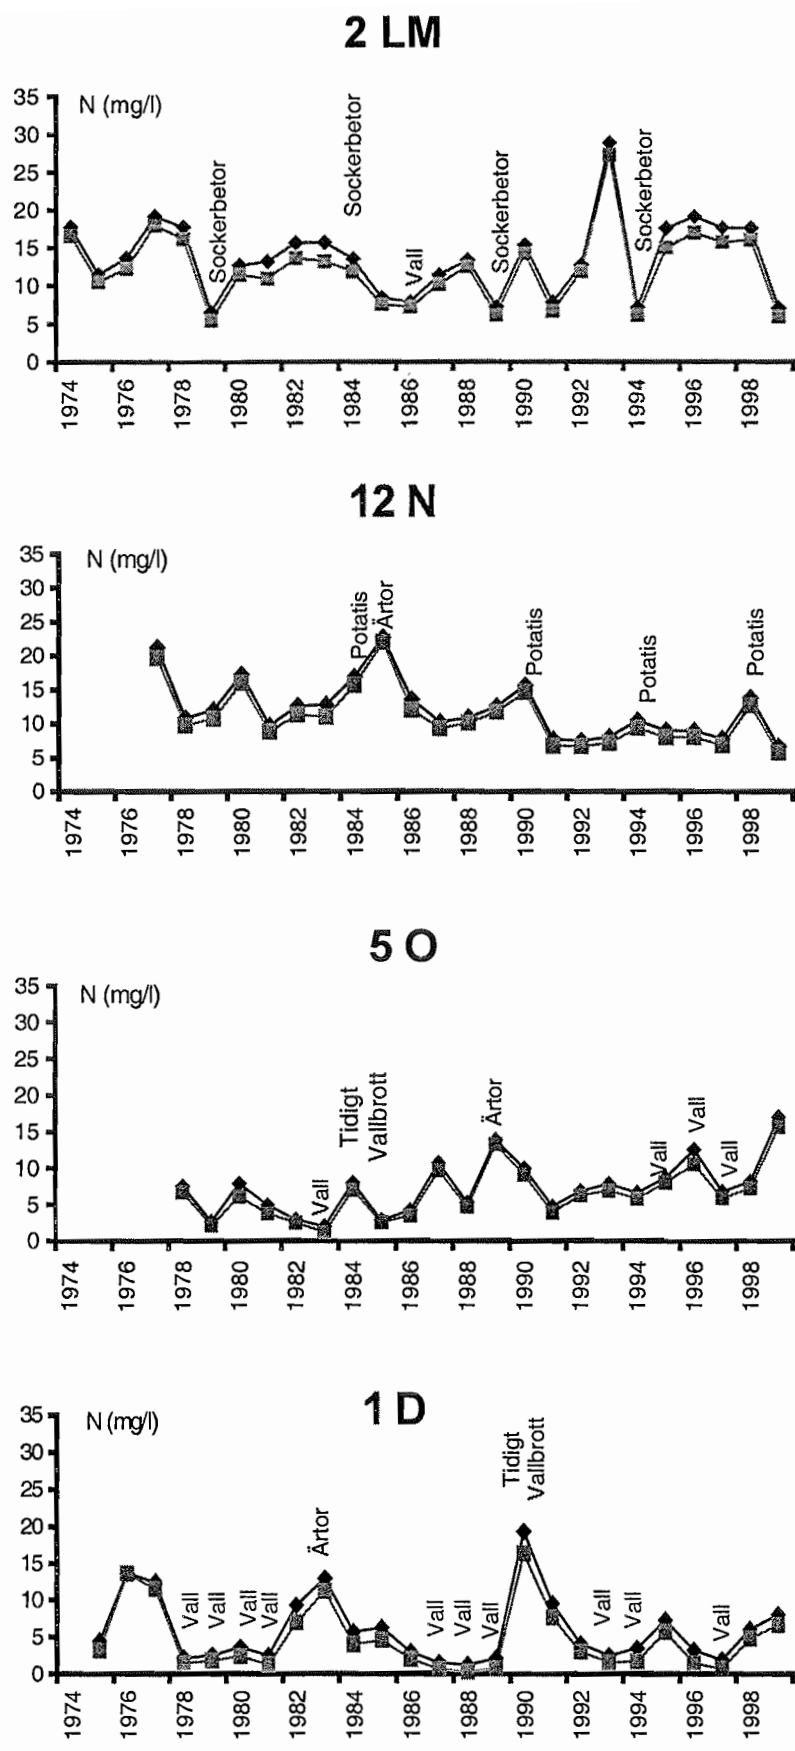 2 LM
N (mg/l)
35
30
25
20
15
10
5
0
Sockerbetor
Sockerbetor
Vall
Sockerbetor
Sockerbetor
1974
1976
1978
1980
1982
1984
1986
1988
1990
1992
1994
1996
1998
12 N
N (mg/l)
35
30
25
20
15
10
5
0
Potatis
Ärtor
Potatis
Potatis
Potatis
1974
1976
1978
1980
1982
1984
1986
1988
1990
1992
1994
1996
1998
5 O
N (mg/l)
35
30
25
20
15
10
5
0
Vall
Tidigt
Vallbrott
Ärtor
Vall
Vall
Vall
1974
1976
1978
1980
1982
1984
1986
1988
1990
1992
1994
1996
1998
1 D
N (mg/l)
35
30
25
20
15
10
5
0
Vall
Vall
Vall
Vall
Ärtor
Vall
Vall
Vall
Tidigt
Vallbrott
Vall
Vall
Vall
1974
1976
1978
1980
1982
1984
1986
1988
1990
1992
1994
1996
1998